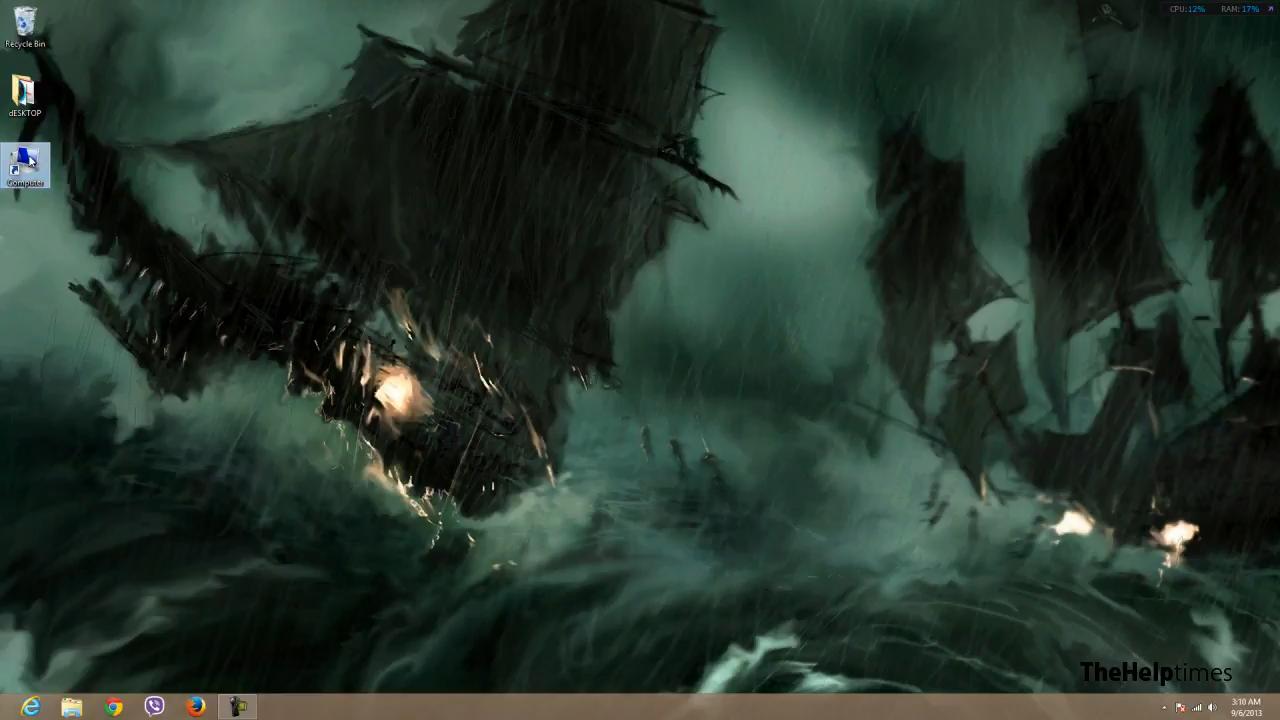 CPU:12% RAM: 17%
Recycle Bin
dESKTOP
Computer
TheHelptimes
3:10 AM
9/6/2013